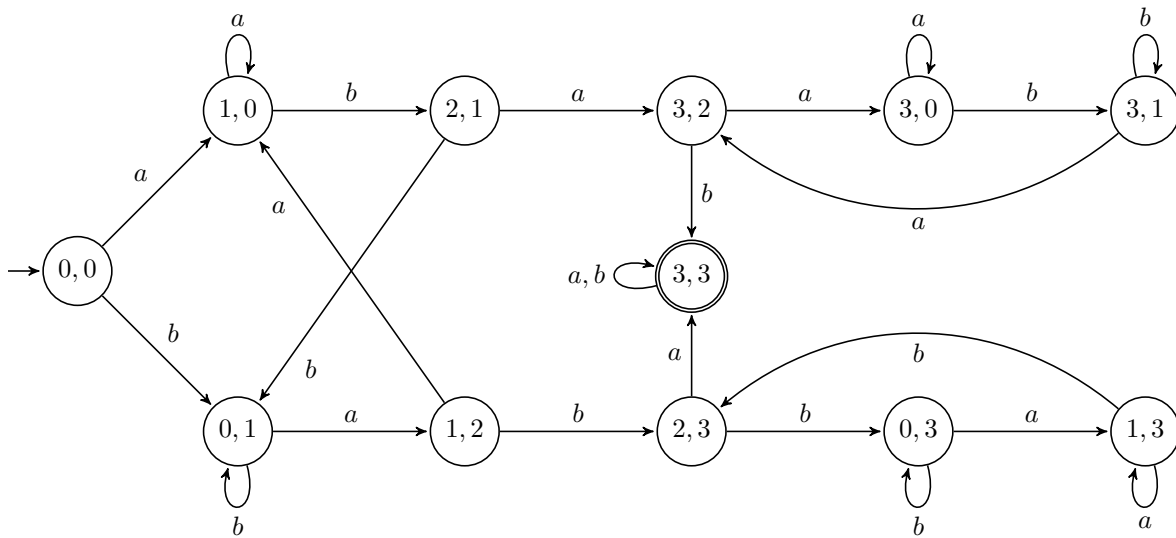 a a b
1, 0 b 2, 1 a 3, 2 a 3, 0 b 3, 1
a a b a
0, 0 a, b 3, 3
b b a b
0, 1 a 1, 2 b 2, 3 b 0, 3 a 1, 3
b b a